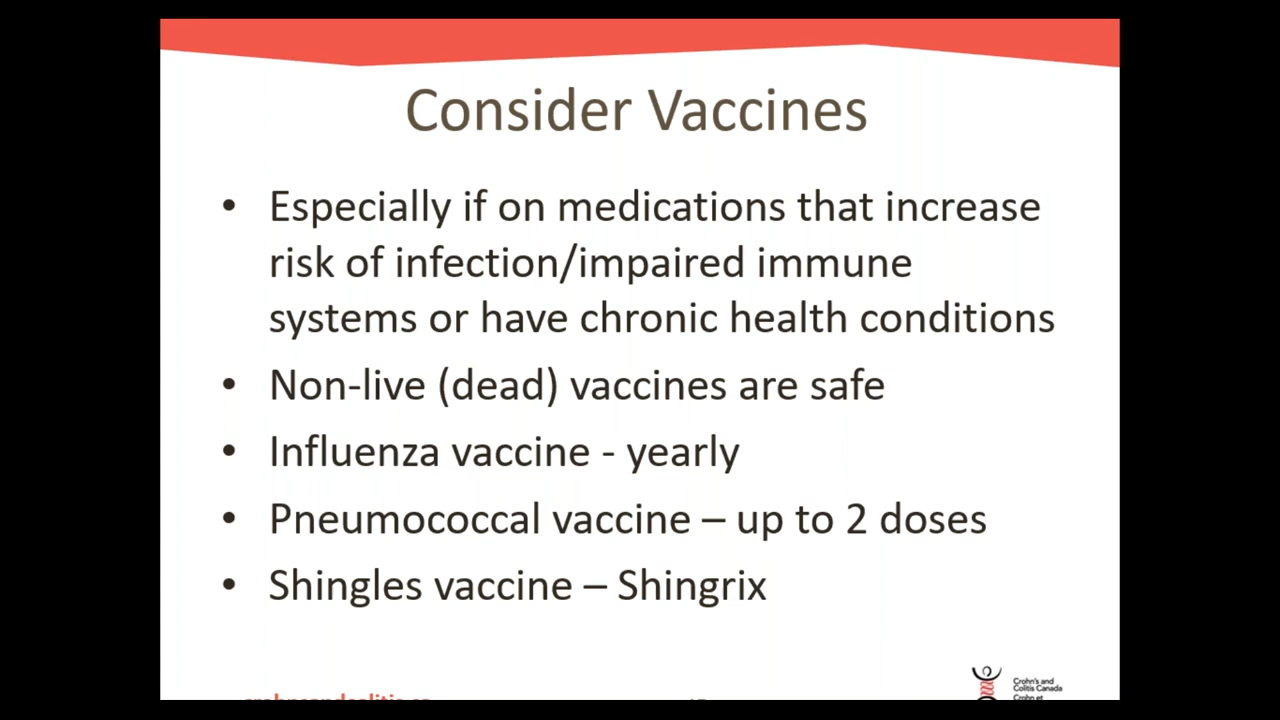 Consider Vaccines
• Especially if on medications that increase
risk of infection/impaired immune
systems or have chronic health conditions
• Non-live (dead) vaccines are safe
• Influenza vaccine - yearly
• Pneumococcal vaccine – up to 2 doses
• Shingles vaccine – Shingrix
Crohn's and
Colitis Canada
Crohn et